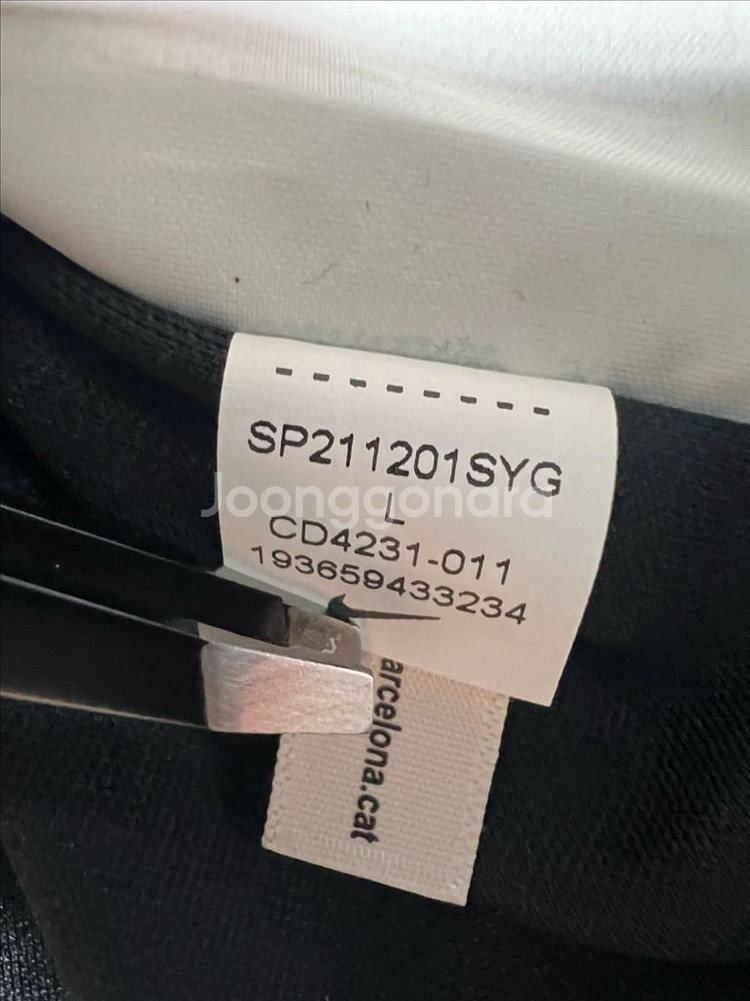 --------
SP211201SYG
L
Joonggonara
CD4231-011
193659433234
arcelona.cat